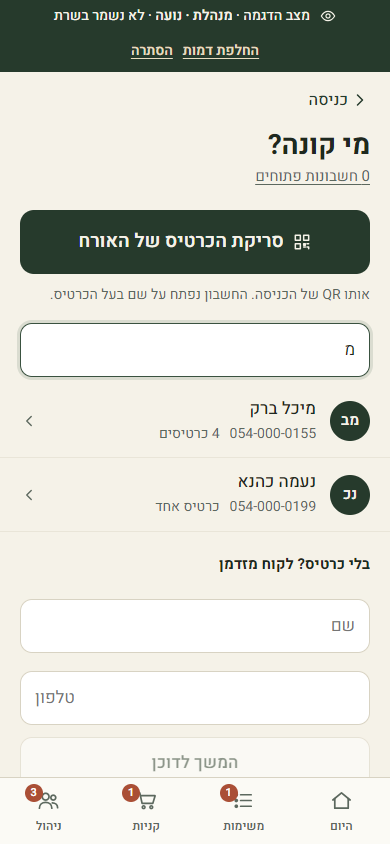 מצב הדגמה · מנהלת · נועה · לא נשמר בשרת
החלפת דמות הסתרה
כניסה
מי קונה?
0 חשבונות פתוחים
סריקת הכרטיס של האורח
אותו QR של הכניסה. החשבון נפתח על שם בעל הכרטיס.
מ
מב
מיכל ברק
054-000-0155 4 כרטיסים
נכ
נעמה כהנא
054-000-0199 כרטיס אחד
בלי כרטיס? לקוח מזדמן
שם
טלפון
המשך לדוכן
1 1 3
היום משימות קניות ניהול